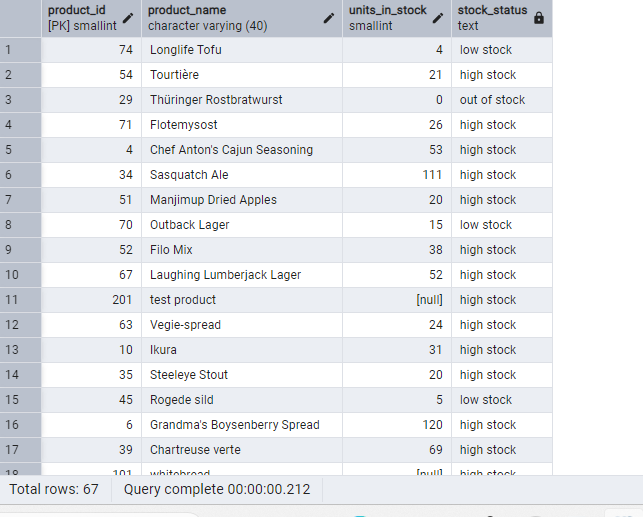 product_id product_name units_in_stock stock_status
[PK] smallint character varying (40) smallint text
1 74 Longlife Tofu 4 low stock
2 54 Tourtière 21 high stock
3 29 Thüringer Rostbratwurst 0 out of stock
4 71 Flotemysost 26 high stock
5 4 Chef Anton's Cajun Seasoning 53 high stock
6 34 Sasquatch Ale 111 high stock
7 51 Manjimup Dried Apples 20 high stock
8 70 Outback Lager 15 low stock
9 52 Filo Mix 38 high stock
10 67 Laughing Lumberjack Lager 52 high stock
11 201 test product [null] high stock
12 63 Vegie-spread 24 high stock
13 10 Ikura 31 high stock
14 35 Steeleye Stout 20 high stock
15 45 Rogede sild 5 low stock
16 6 Grandma's Boysenberry Spread 120 high stock
17 39 Chartreuse verte 69 high stock
18 101 whitebread [null] high stock
Total rows: 67 Query complete 00:00:00.212